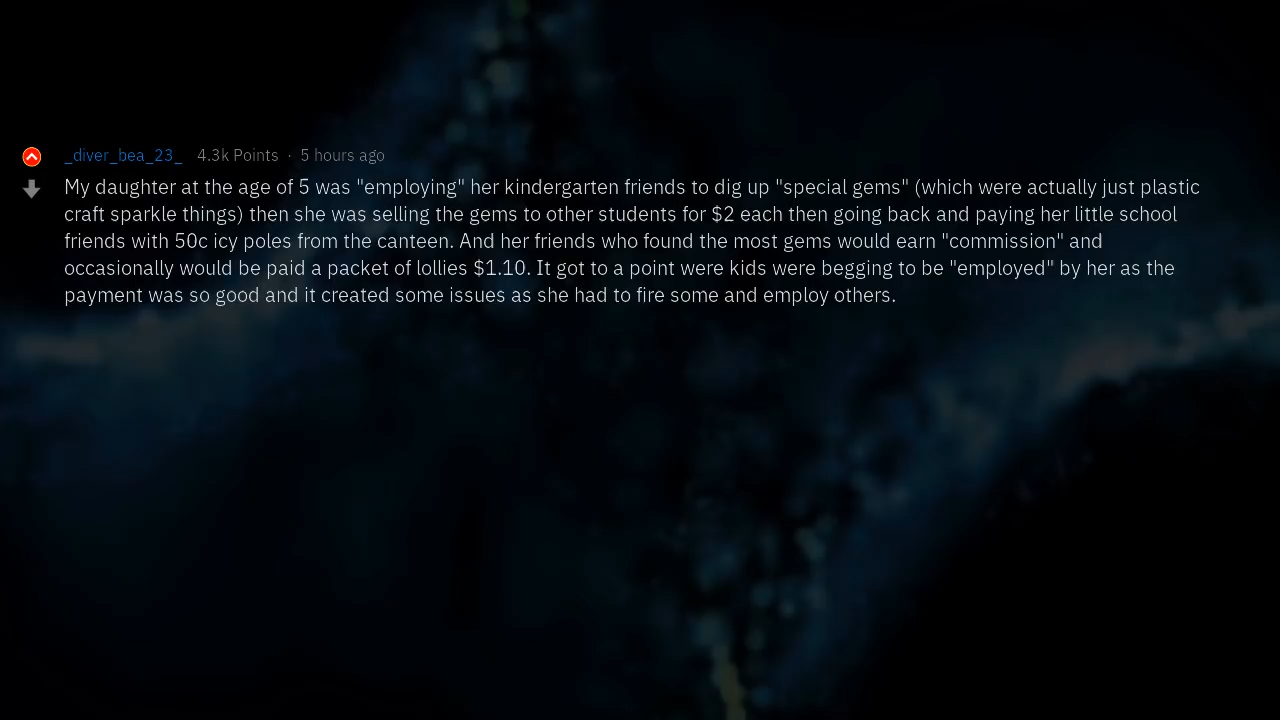 _diver_bea_23_ 4.3k Points · 5 hours ago
My daughter at the age of 5 was "employing" her kindergarten friends to dig up "special gems" (which were actually just plastic
craft sparkle things) then she was selling the gems to other students for $2 each then going back and paying her little school
friends with 50c icy poles from the canteen. And her friends who found the most gems would earn "commission" and
occasionally would be paid a packet of lollies $1.10. It got to a point were kids were begging to be "employed" by her as the
payment was so good and it created some issues as she had to fire some and employ others.